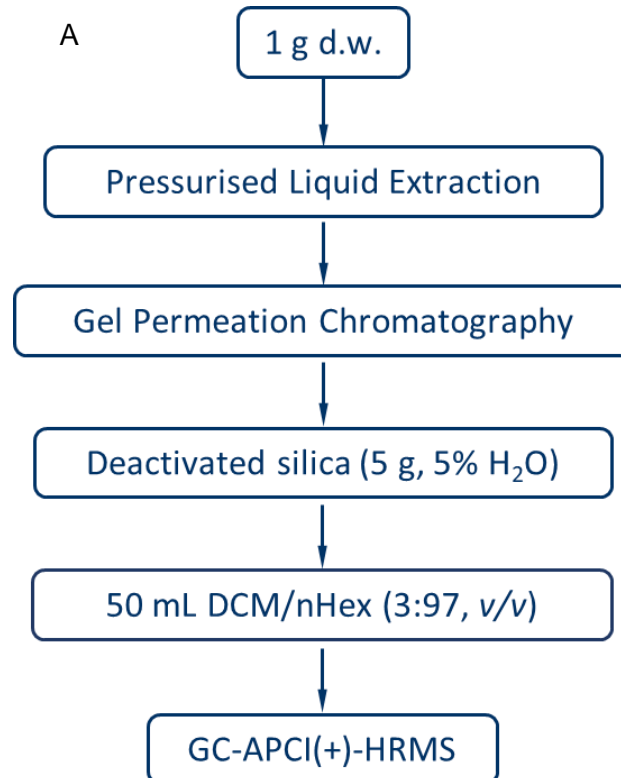 A
1 g d.w.
Pressurised Liquid Extraction
Gel Permeation Chromatography
Deactivated silica (5 g, 5% H₂O)
50 mL DCM/nHex (3:97, v/v)
GC-APCI(+)-HRMS